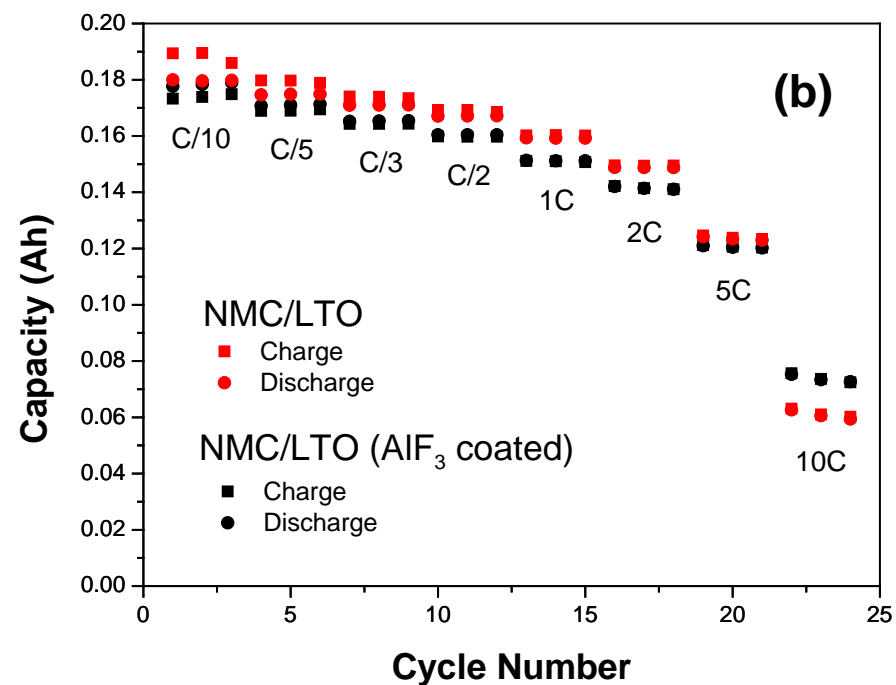 (b)
0.20
0.18
0.16
0.14
0.12
0.10
0.08
0.06
0.04
0.02
0.00
Capacity (Ah)
C/10
C/5
C/3
C/2
1C
2C
5C
10C
NMC/LTO
Charge
Discharge
NMC/LTO (AlF₃ coated)
Charge
Discharge
0 5 10 15 20 25
Cycle Number